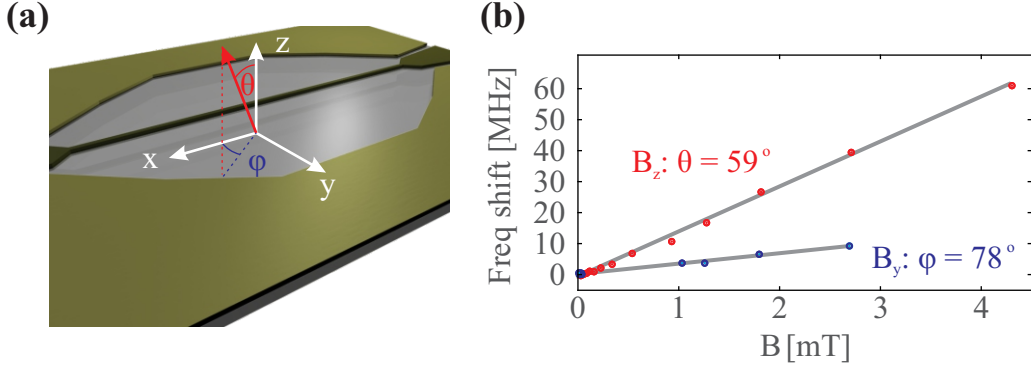 (a)
z
θ
x
φ
y
(b)
Freq shift [MHz]
60
50
40
30
20
10
0
B_z: θ = 59°
B_y: φ = 78°
0
1
2
3
4
B [mT]